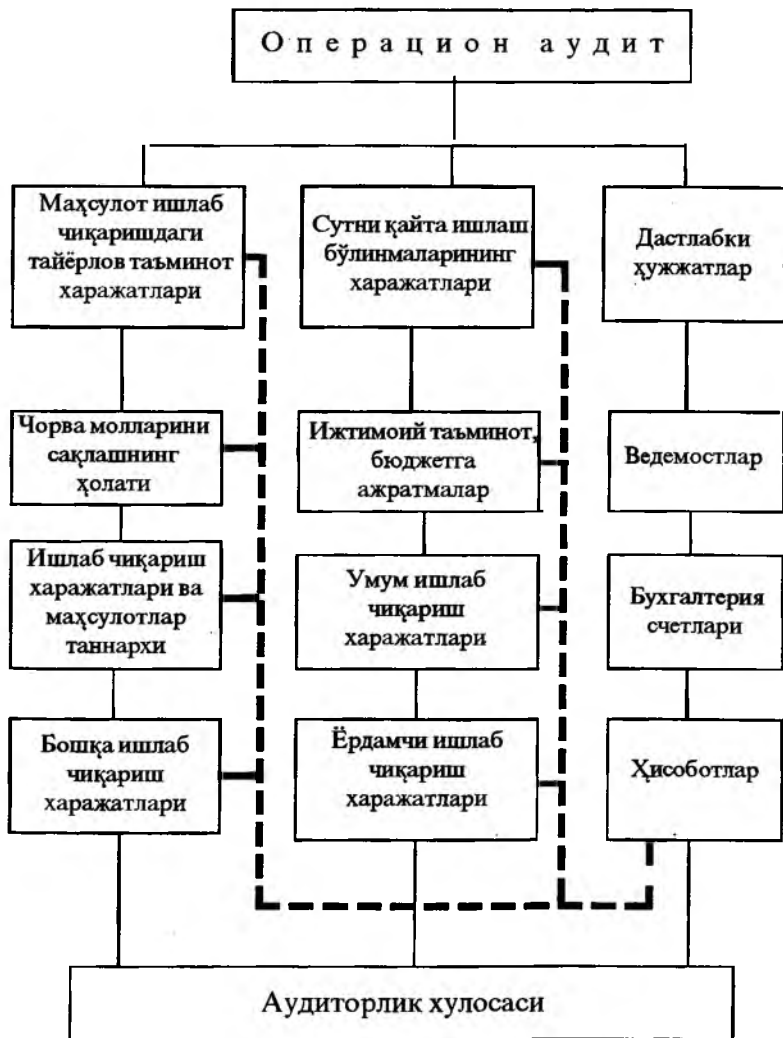 Операцион аудит
Маҳсулот ишлаб
чиқаришдаги
тайёрлов таъминот
харажатлари
Чорва молларини
сақлашнинг
ҳолати
Ишлаб чиқариш
харажатлари ва
маҳсулотлар
таннархи
Бошқа ишлаб
чиқариш
харажатлари
Сутни қайта ишлаш
бўлинмаларининг
харажатлари
Ижтимоий таъминот,
бюджетга
ажратмалар
Умум ишлаб
чиқариш
харажатлари
Ёрдамчи ишлаб
чиқариш
харажатлари
Дастлабки
ҳужжатлар
Ведемостлар
Бухгалтерия
счетлари
Ҳисоботлар
Аудиторлик хулосаси